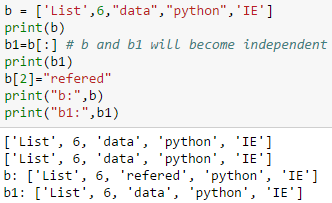 b = ['List',6,"data","python",'IE']
print(b)
b1=b[:] # b and b1 will become independent
print(b1)
b[2]="refered"
print("b:",b)
print("b1:",b1)
['List', 6, 'data', 'python', 'IE']
['List', 6, 'data', 'python', 'IE']
b: ['List', 6, 'refered', 'python', 'IE']
b1: ['List', 6, 'data', 'python', 'IE']